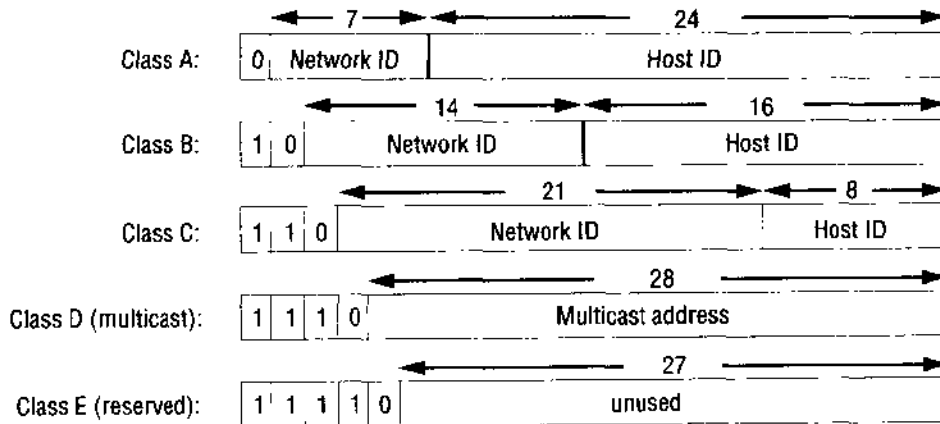 7 24
Class A: 0 Network ID Host ID
14 16
Class B: 1 0 Network ID Host ID
21 8
Class C: 1 1 0 Network ID Host ID
28
Class D (multicast): 1 1 1 0 Multicast address
27
Class E (reserved): 1 1 1 1 0 unused